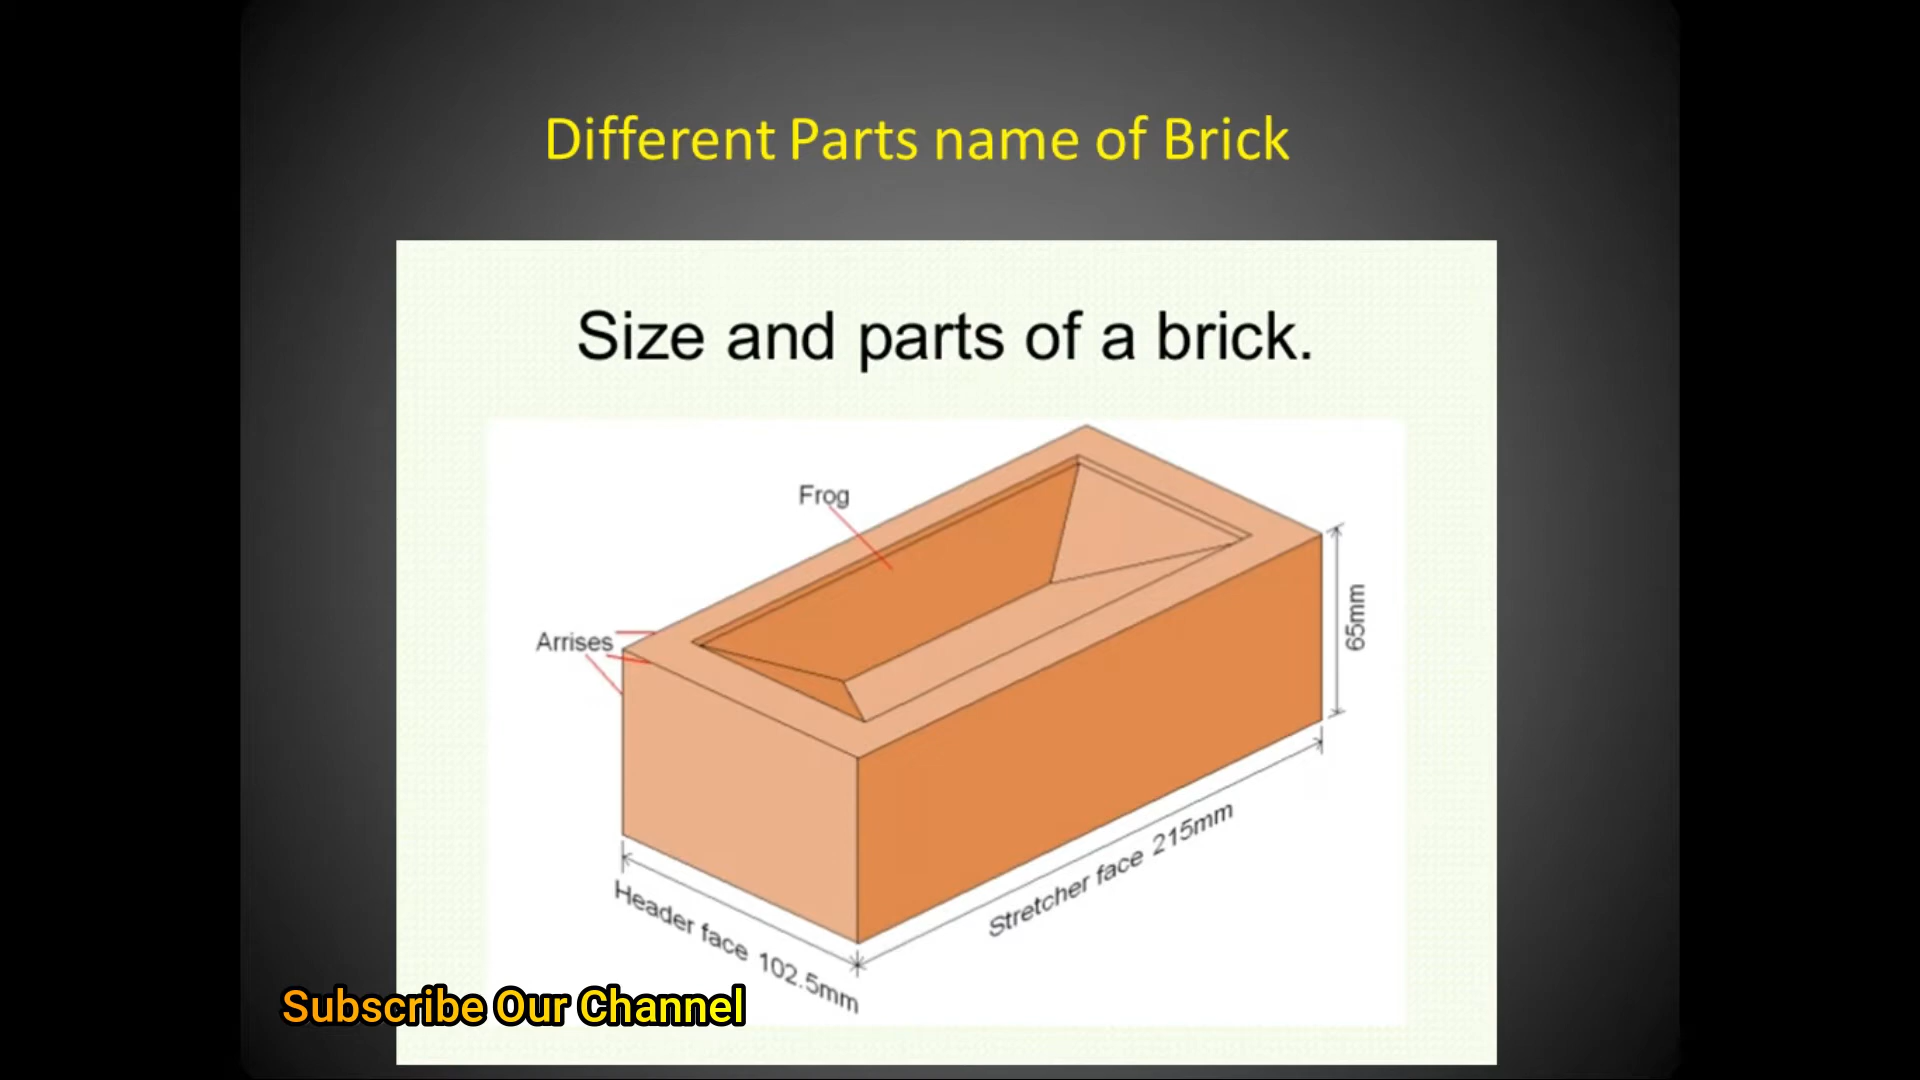 Different Parts name of Brick
Size and parts of a brick.
Frog
Arrises
65mm
Stretcher face 215mm
Header face 102.5mm
Subscribe Our Channel